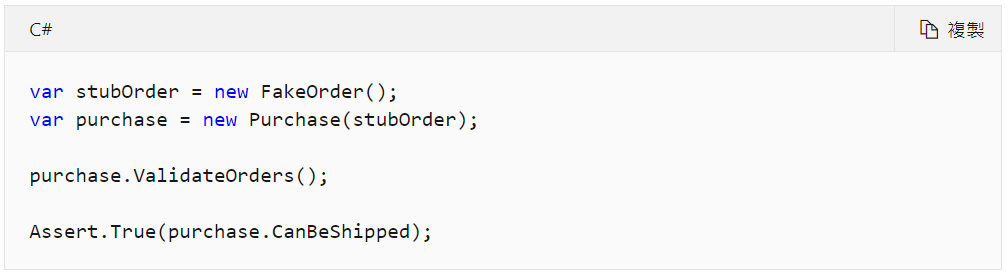 C#
複製
var stubOrder = new FakeOrder();
var purchase = new Purchase(stubOrder);
purchase.ValidateOrders();
Assert.True(purchase.CanBeShipped);